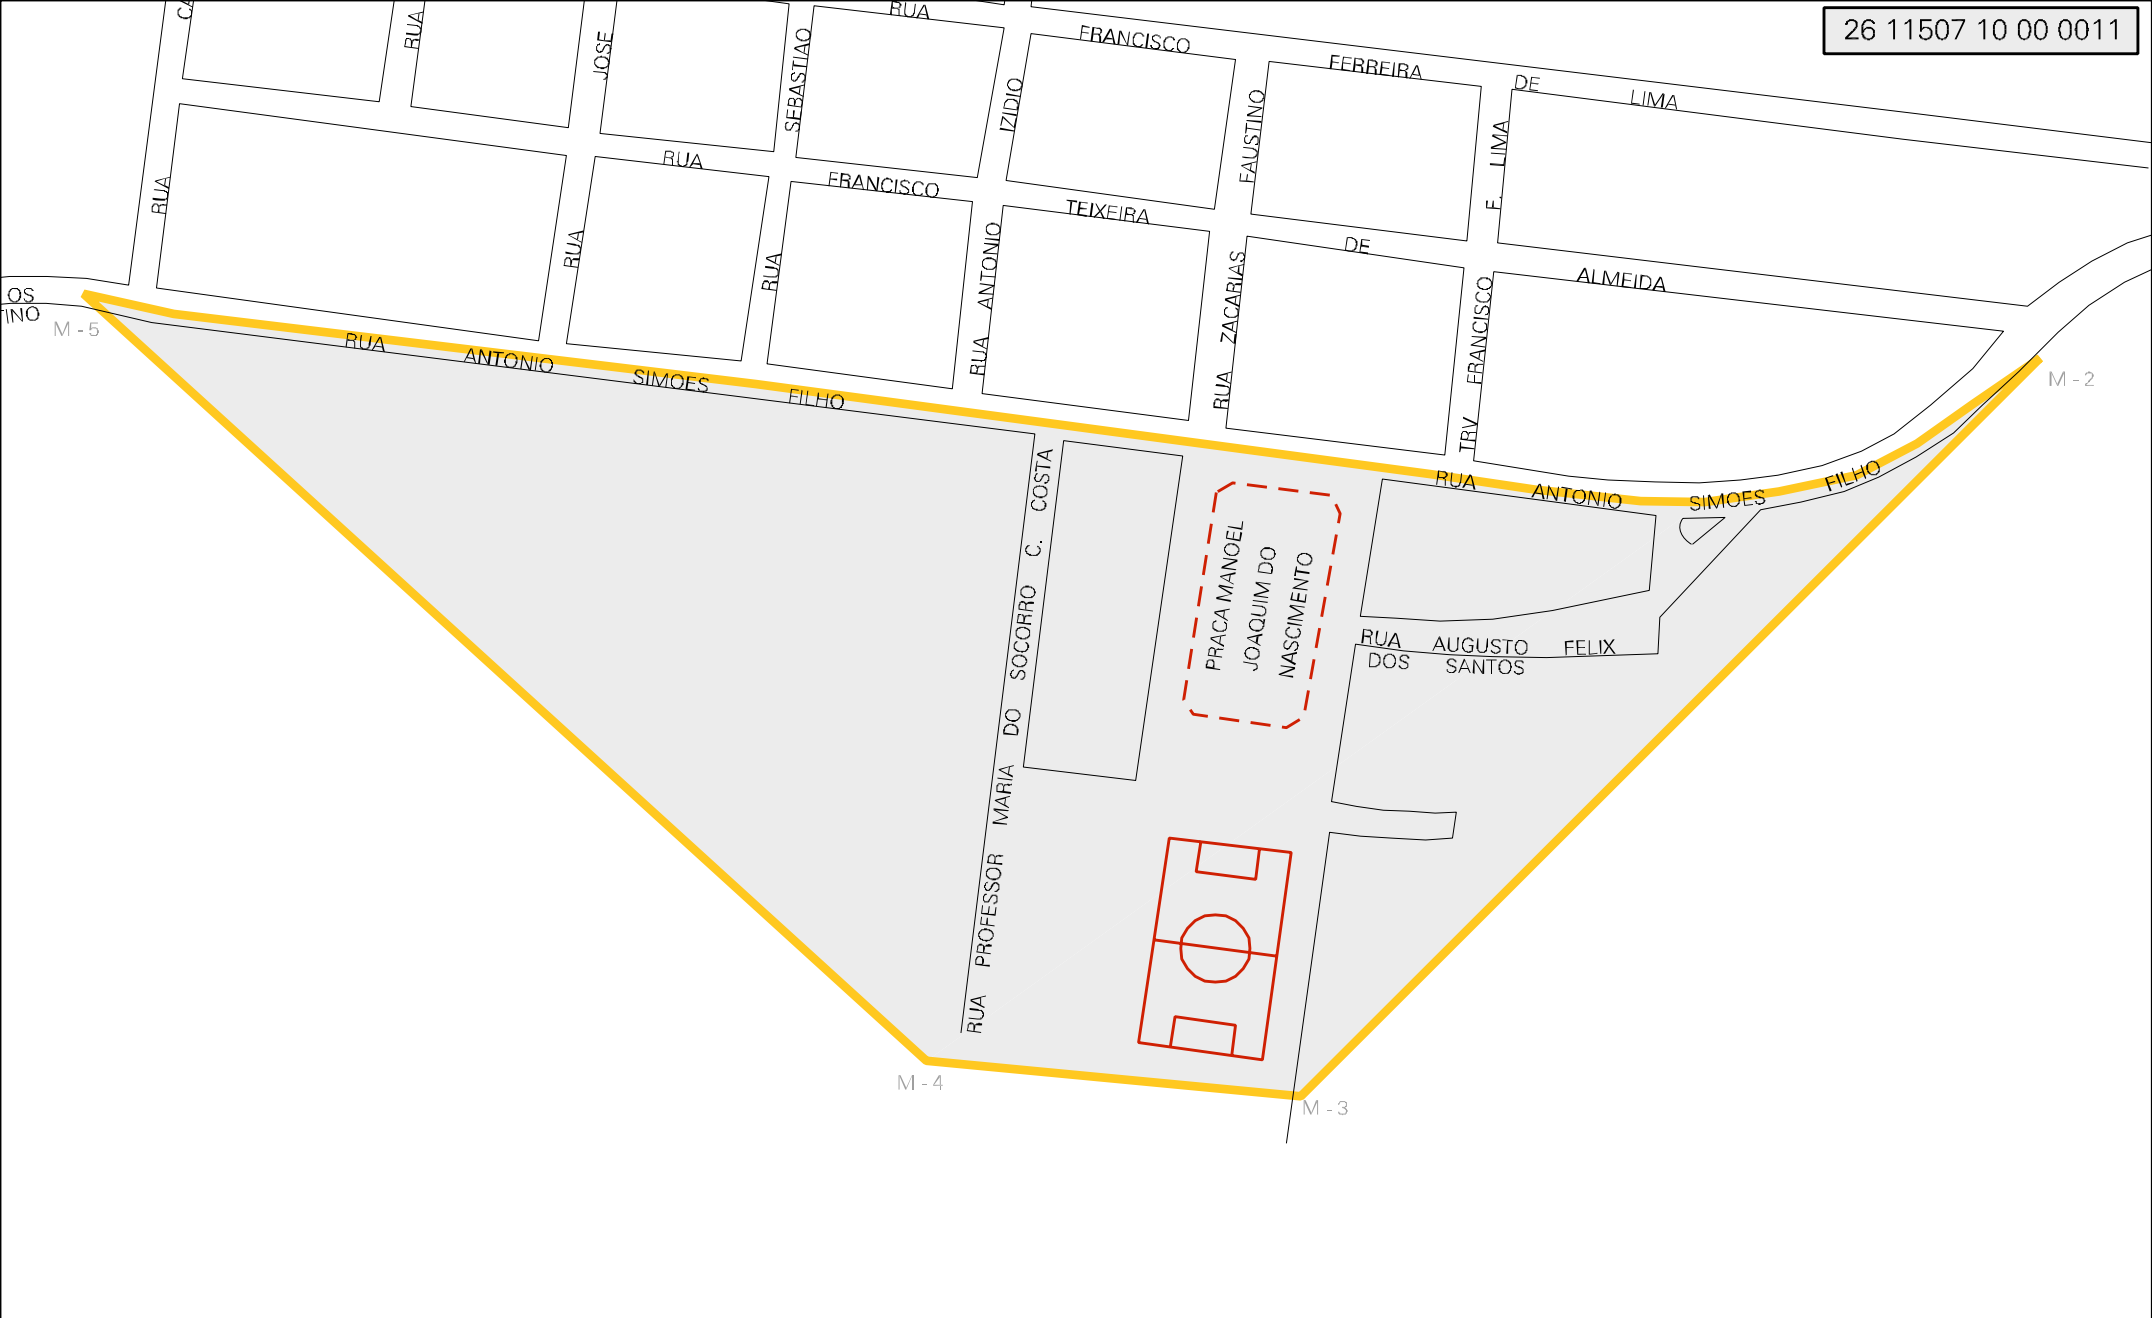 26 11507 10 00 0011
RUA FRANCISCO FERREIRA DE LIMA
RUA
JOSE
SEBASTIAO
IZIDIO
FAUSTINO
F. LIMA
RUA FRANCISCO TEIXEIRA DE ALMEIDA
RUA
RUA
RUA
RUA ANTONIO
RUA ZACARIAS
TRV FRANCISCO
OS
M - 5
RUA ANTONIO SIMOES FILHO
M - 2
RUA ANTONIO SIMOES FILHO
RUA PROFESSOR MARIA DO SOCORRO C. COSTA
PRACA MANOEL
JOAQUIM DO
NASCIMENTO
RUA AUGUSTO FELIX
DOS SANTOS
M - 4
M - 3